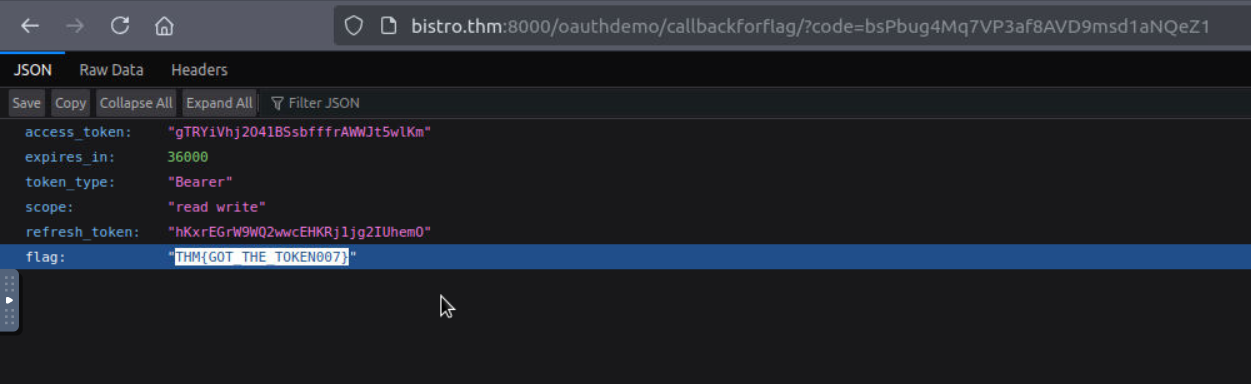 bistro.thm:8000/oauthdemo/callbackforflag/?code=bsPbug4Mq7VP3af8AVD9msd1aNQeZ1
JSON Raw Data Headers
Save Copy Collapse All Expand All Filter JSON
access_token: "gTRYiVhj2O41BSsbfffrAWWJt5wlKm"
expires_in: 36000
token_type: "Bearer"
scope: "read write"
refresh_token: "hKxrEGrW9WQ2wwcEHKRj1jg2IUhemO"
flag: "THM{GOT_THE_TOKEN007}"